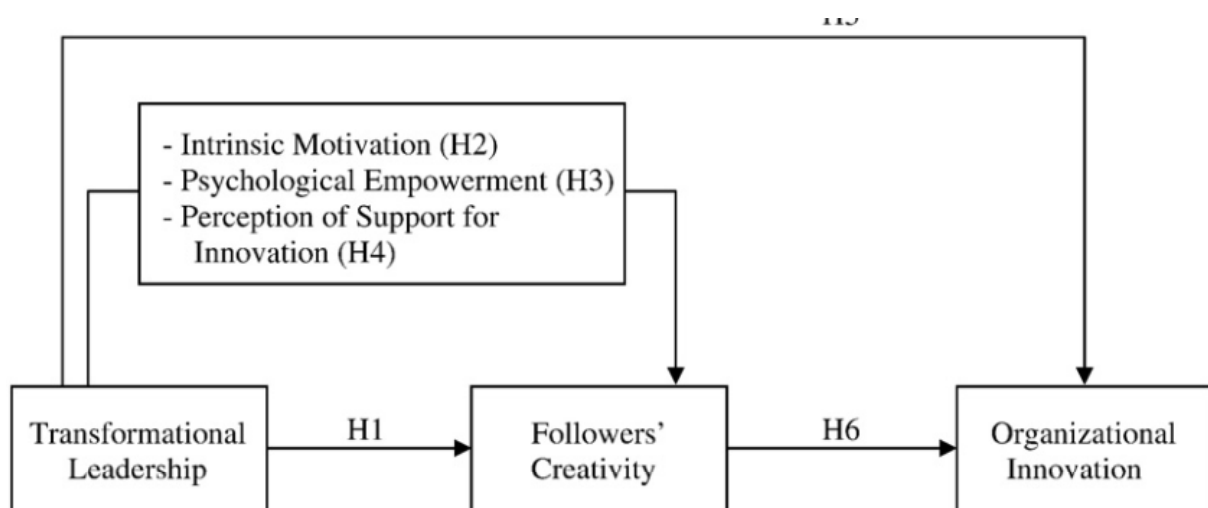 - Intrinsic Motivation (H2)
- Psychological Empowerment (H3)
- Perception of Support for
Innovation (H4)
Transformational
Leadership
H1
Followers’
Creativity
H6
Organizational
Innovation